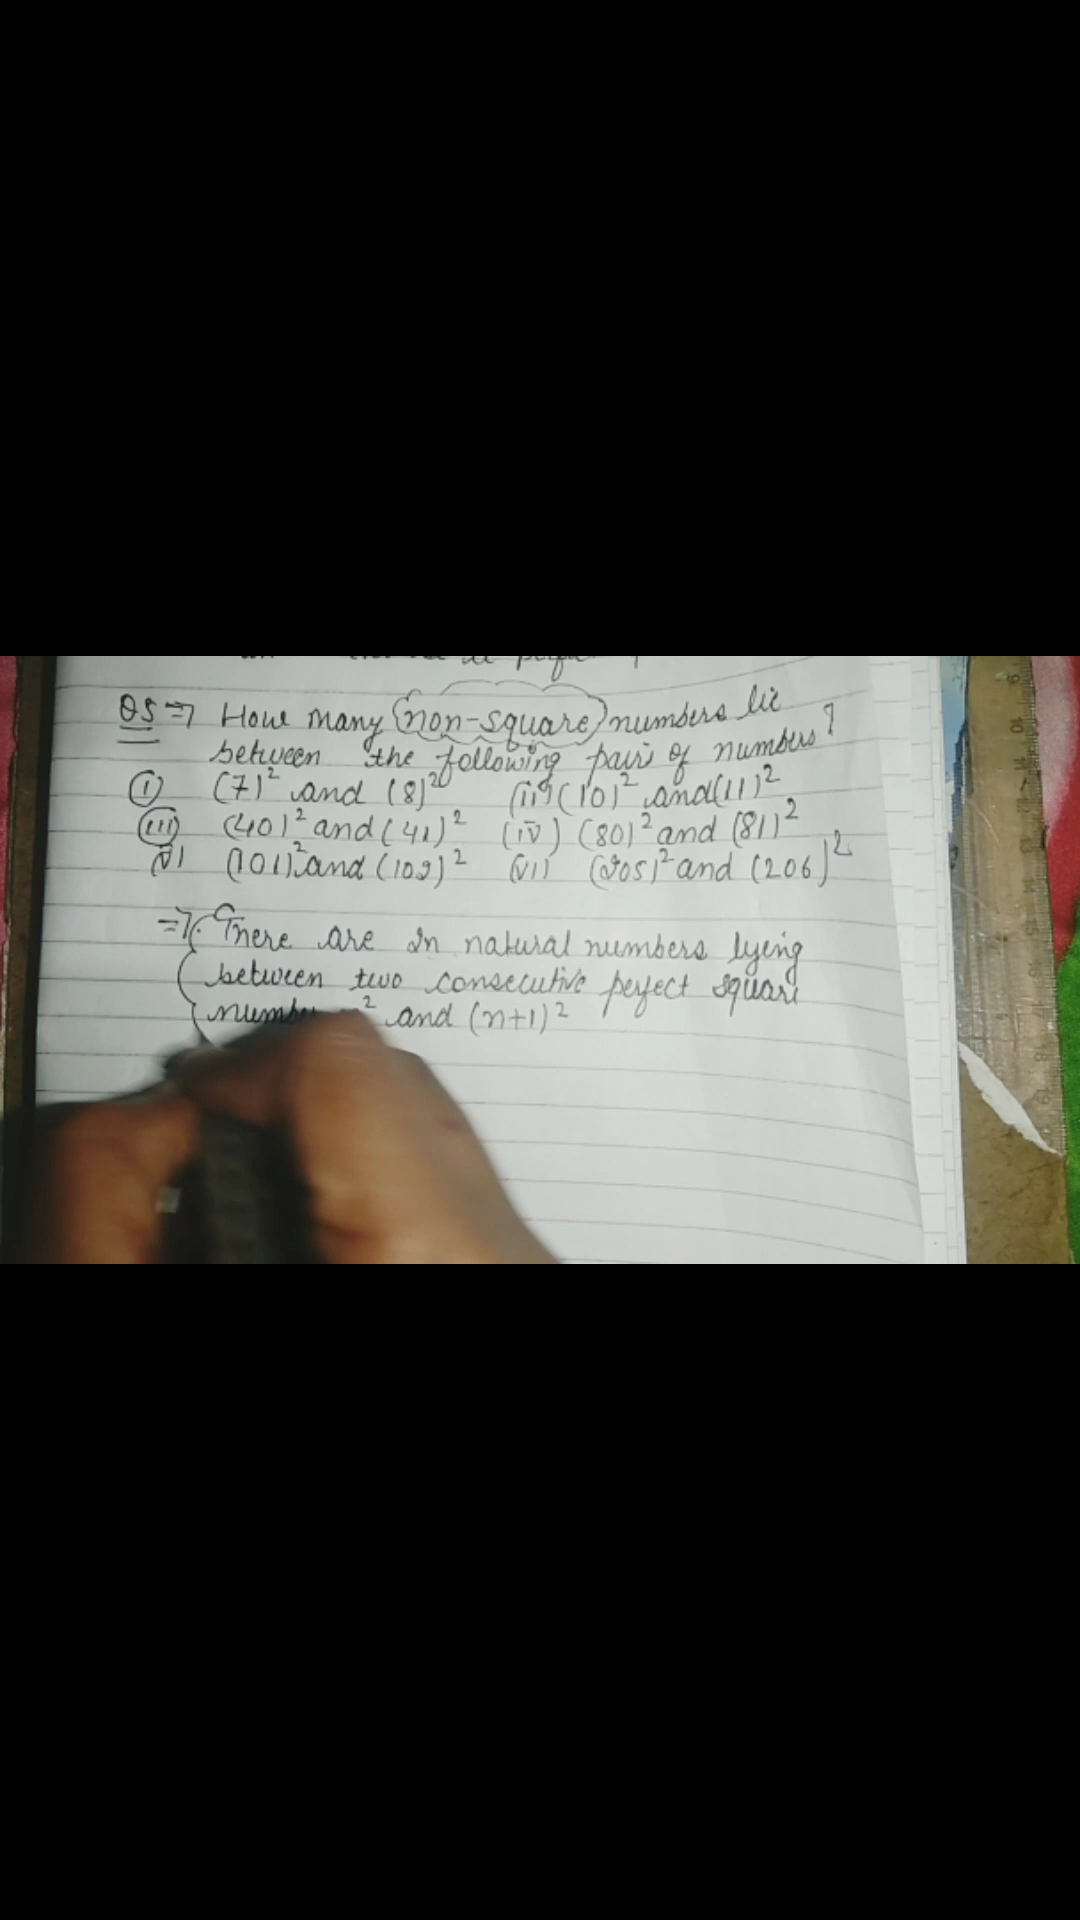 Q5 ⇒ How many non-square numbers lie
between the following pair of numbers?
(i) (7)² and (8)² (ii) (10)² and (11)²
(iii) (40)² and (41)² (iv) (80)² and (81)²
(v) (101)² and (102)² (vi) (205)² and (206)²
⇒ There are 2n natural numbers lying
between two consecutive perfect square
number n² and (n+1)²